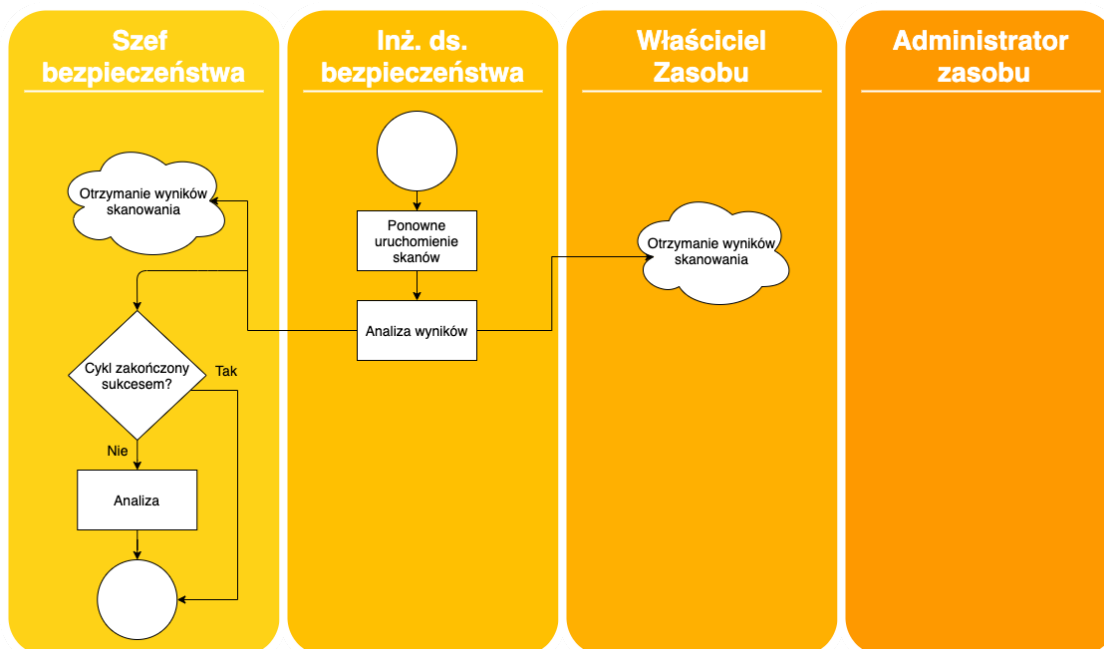 Szef
bezpieczeństwa
Inż. ds.
bezpieczeństwa
Właściciel
Zasobu
Administrator
zasobu
Otrzymanie wyników
skanowania
Ponowne
uruchomienie
skanów
Otrzymanie wyników
skanowania
Analiza wyników
Cykl zakończony
sukcesem?
Tak
Nie
Analiza